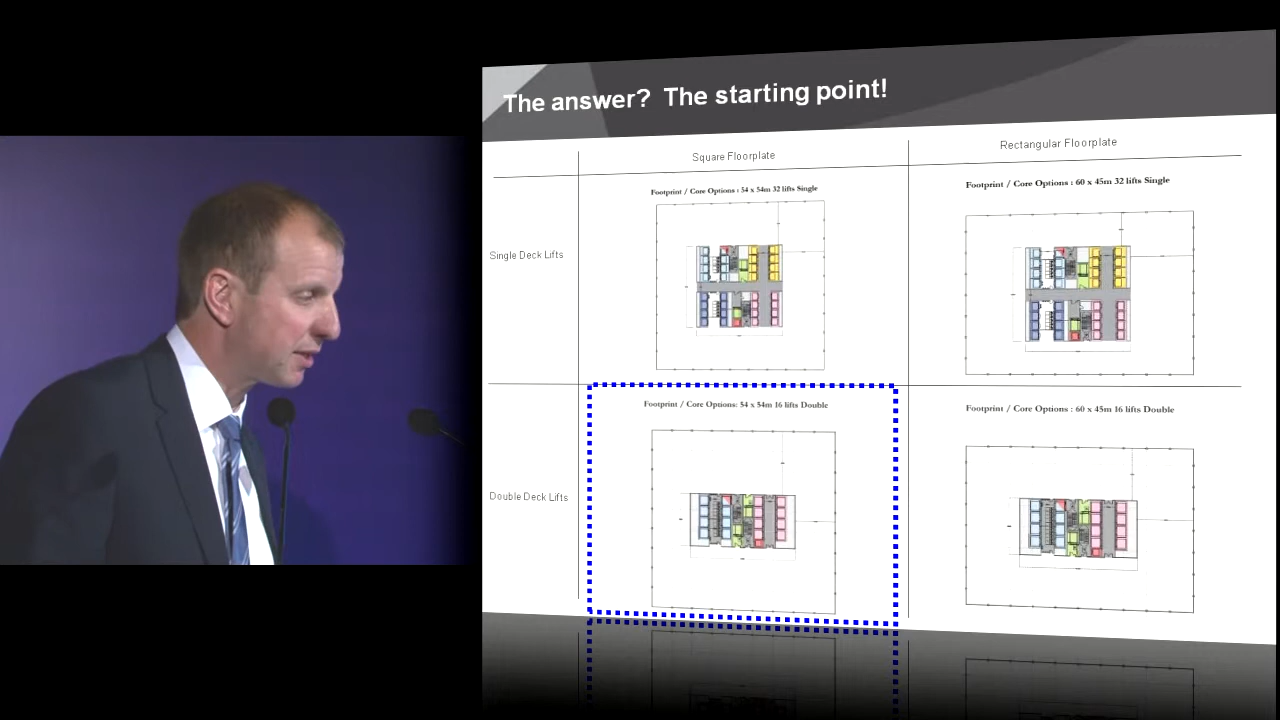 The answer?  The starting point!
Square Floorplate
Rectangular Floorplate
Footprint / Core Options : 54 x 54m 32 lifts Single
Footprint / Core Options : 60 x 45m 32 lifts Single
Single Deck Lifts
Footprint / Core Options: 54 x 54m 16 lifts Double
Footprint / Core Options : 60 x 45m 16 lifts Double
Double Deck Lifts